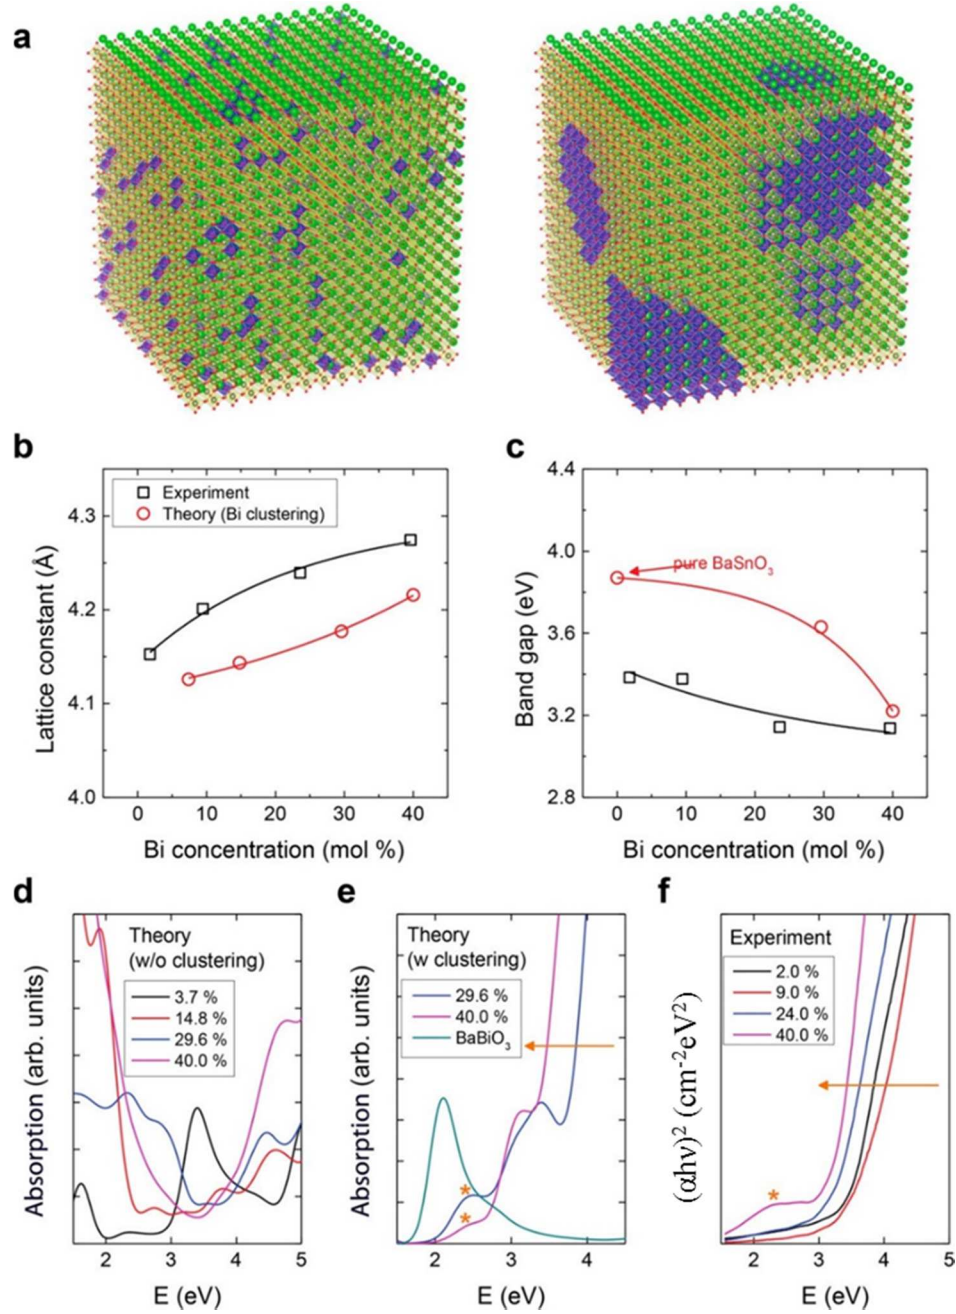 a
b
Experiment
Theory (Bi clustering)
4.3
4.2
4.1
4.0
Lattice constant (Å)
0 10 20 30 40
Bi concentration (mol %)
c
pure BaSnO3
4.4
4.0
3.6
3.2
2.8
Band gap (eV)
0 10 20 30 40
Bi concentration (mol %)
d
Theory
(w/o clustering)
3.7 %
14.8 %
29.6 %
40.0 %
Absorption (arb. units)
2 3 4 5
E (eV)
e
Theory
(w clustering)
29.6 %
40.0 %
BaBiO3
*
*
Absorption (arb. units)
2 3 4
E (eV)
f
Experiment
2.0 %
9.0 %
24.0 %
40.0 %
*
(αhν)² (cm⁻²eV²)
2 3 4 5
E (eV)